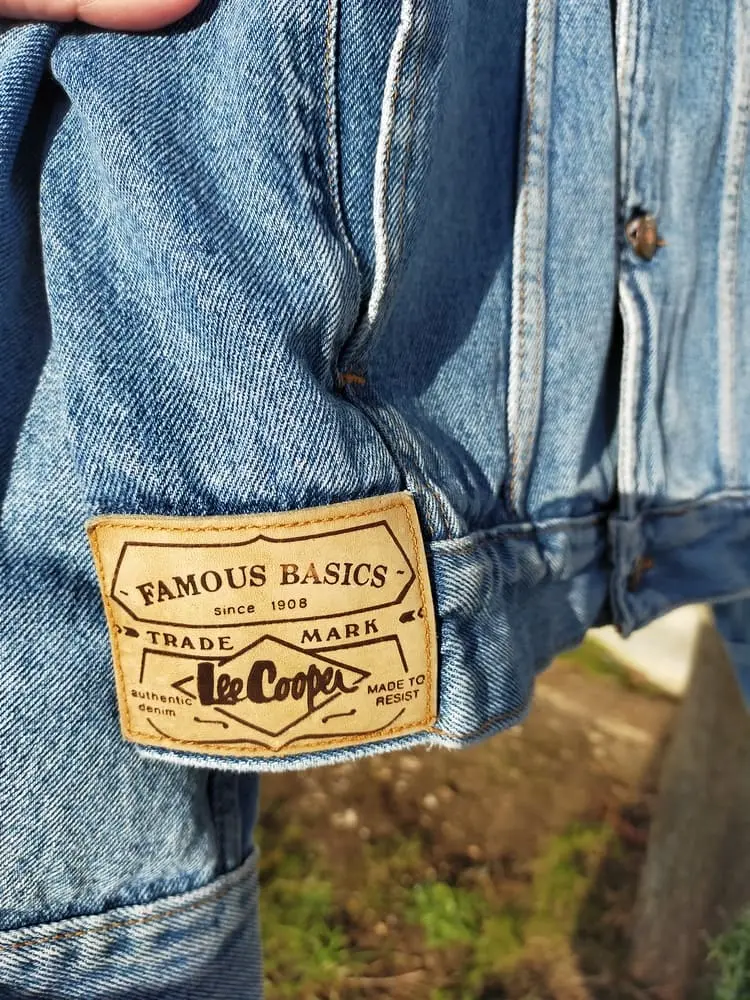 FAMOUS BASICS
since 1908
TRADE MARK
Lee Cooper
authentic denim
MADE TO RESIST